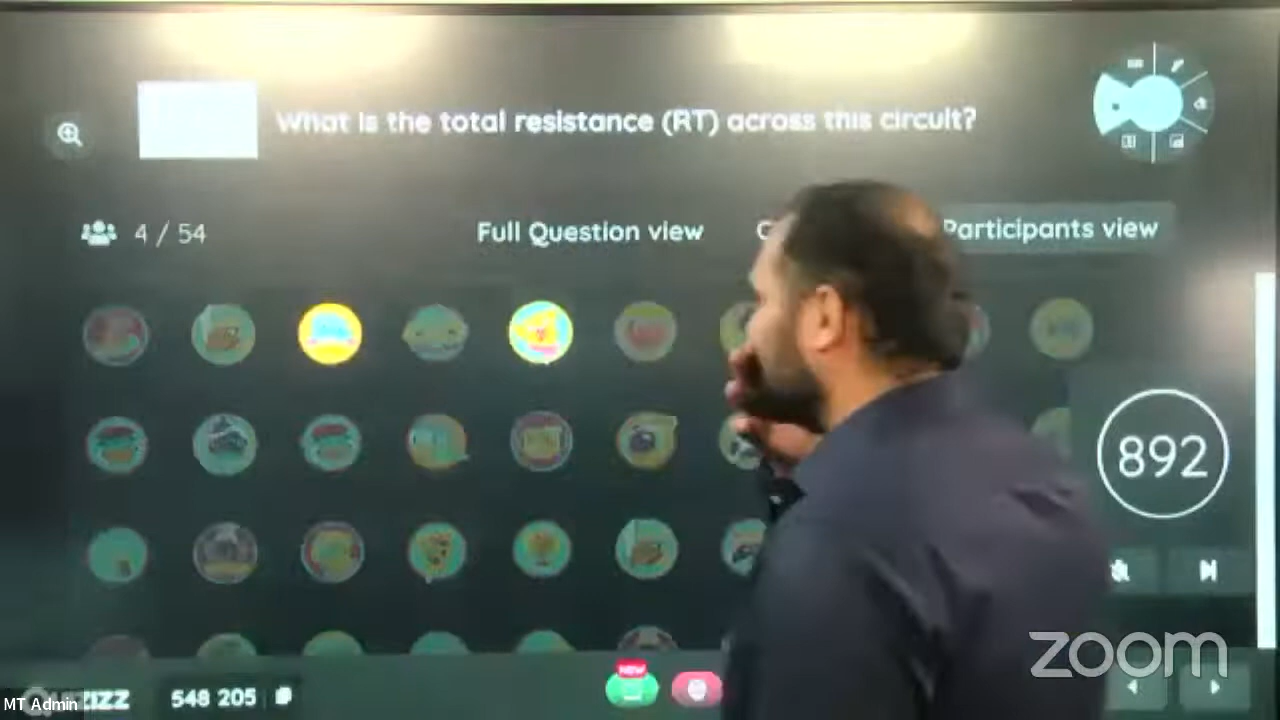 What is the total resistance (RT) across this circuit?
4 / 54
Full Question view
Participants view
892
NEW
MT Admin
548 205
zoom